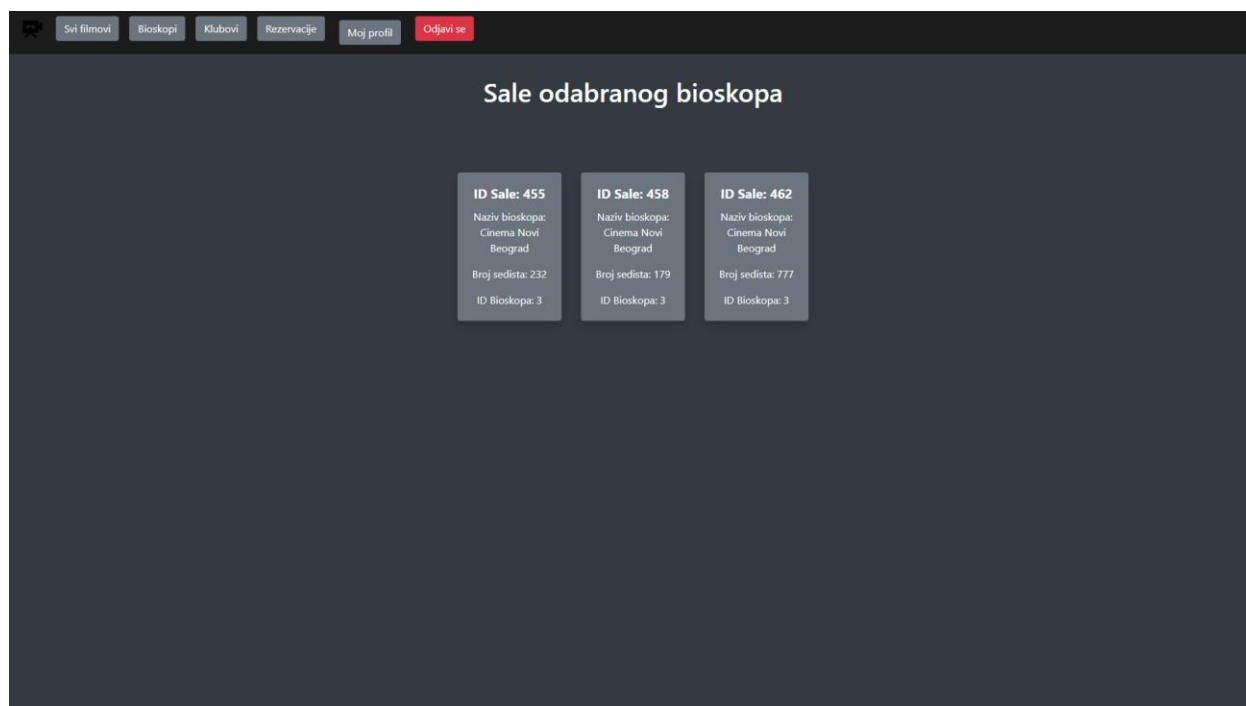 Svi filmovi Bioskopi Klubovi Rezervacije Moj profil Odjavi se
Sale odabranog bioskopa
ID Sale: 455
Naziv bioskopa:
Cinema Novi
Beograd
Broj sedista: 232
ID Bioskopa: 3
ID Sale: 458
Naziv bioskopa:
Cinema Novi
Beograd
Broj sedista: 179
ID Bioskopa: 3
ID Sale: 462
Naziv bioskopa:
Cinema Novi
Beograd
Broj sedista: 777
ID Bioskopa: 3